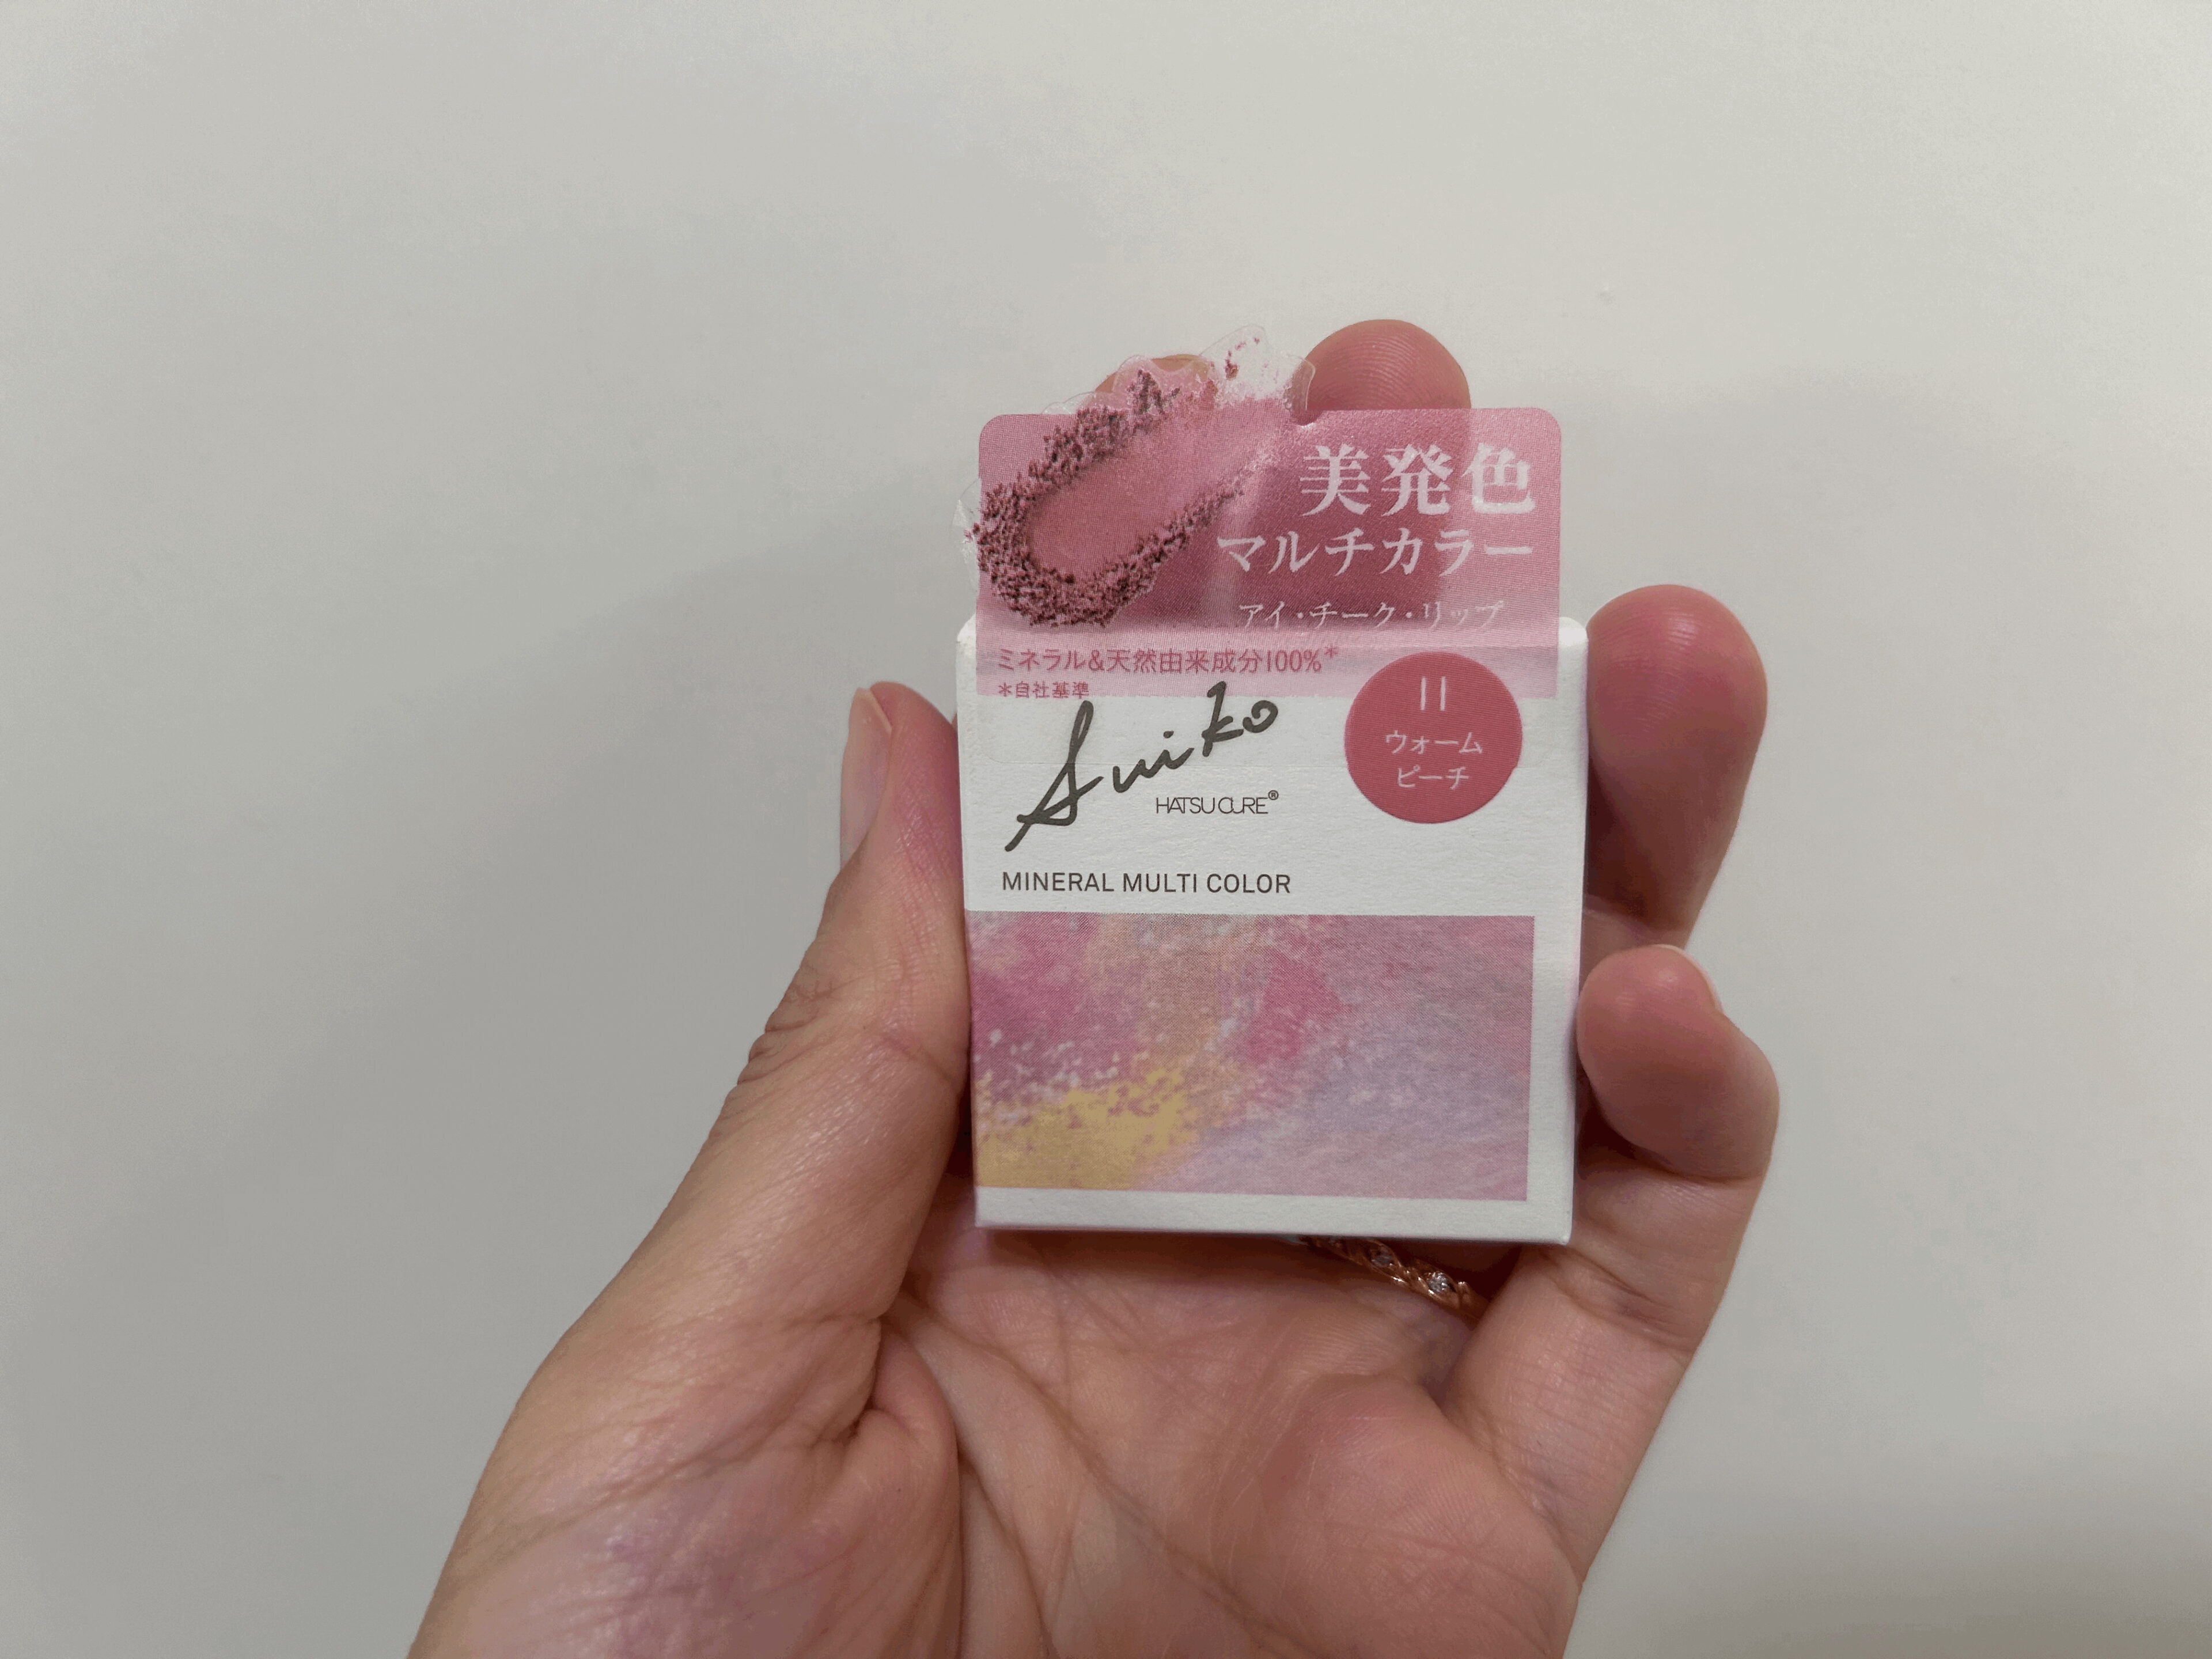 美発色
マルチカラー
アイ・チーク・リップ
ミネラル&天然由来成分100%*
*自社基準
Suiko
HATSU CURE®
11
ウォーム
ピーチ
MINERAL MULTI COLOR